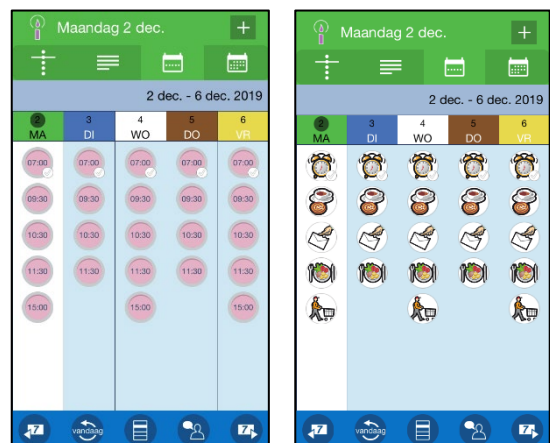 Maandag 2 dec.
2 dec. - 6 dec. 2019
2 3 4 5 6
MA DI WO DO VR
07:00 07:00 07:00 07:00 07:00
09:30 09:30 09:30 09:30 09:30
10:30 10:30 10:30 10:30 10:30
11:30 11:30 11:30 11:30 11:30
15:00 15:00 15:00
7 vandaag 7
Maandag 2 dec.
2 dec. - 6 dec. 2019
2 3 4 5 6
MA DI WO DO VR
7 vandaag 7